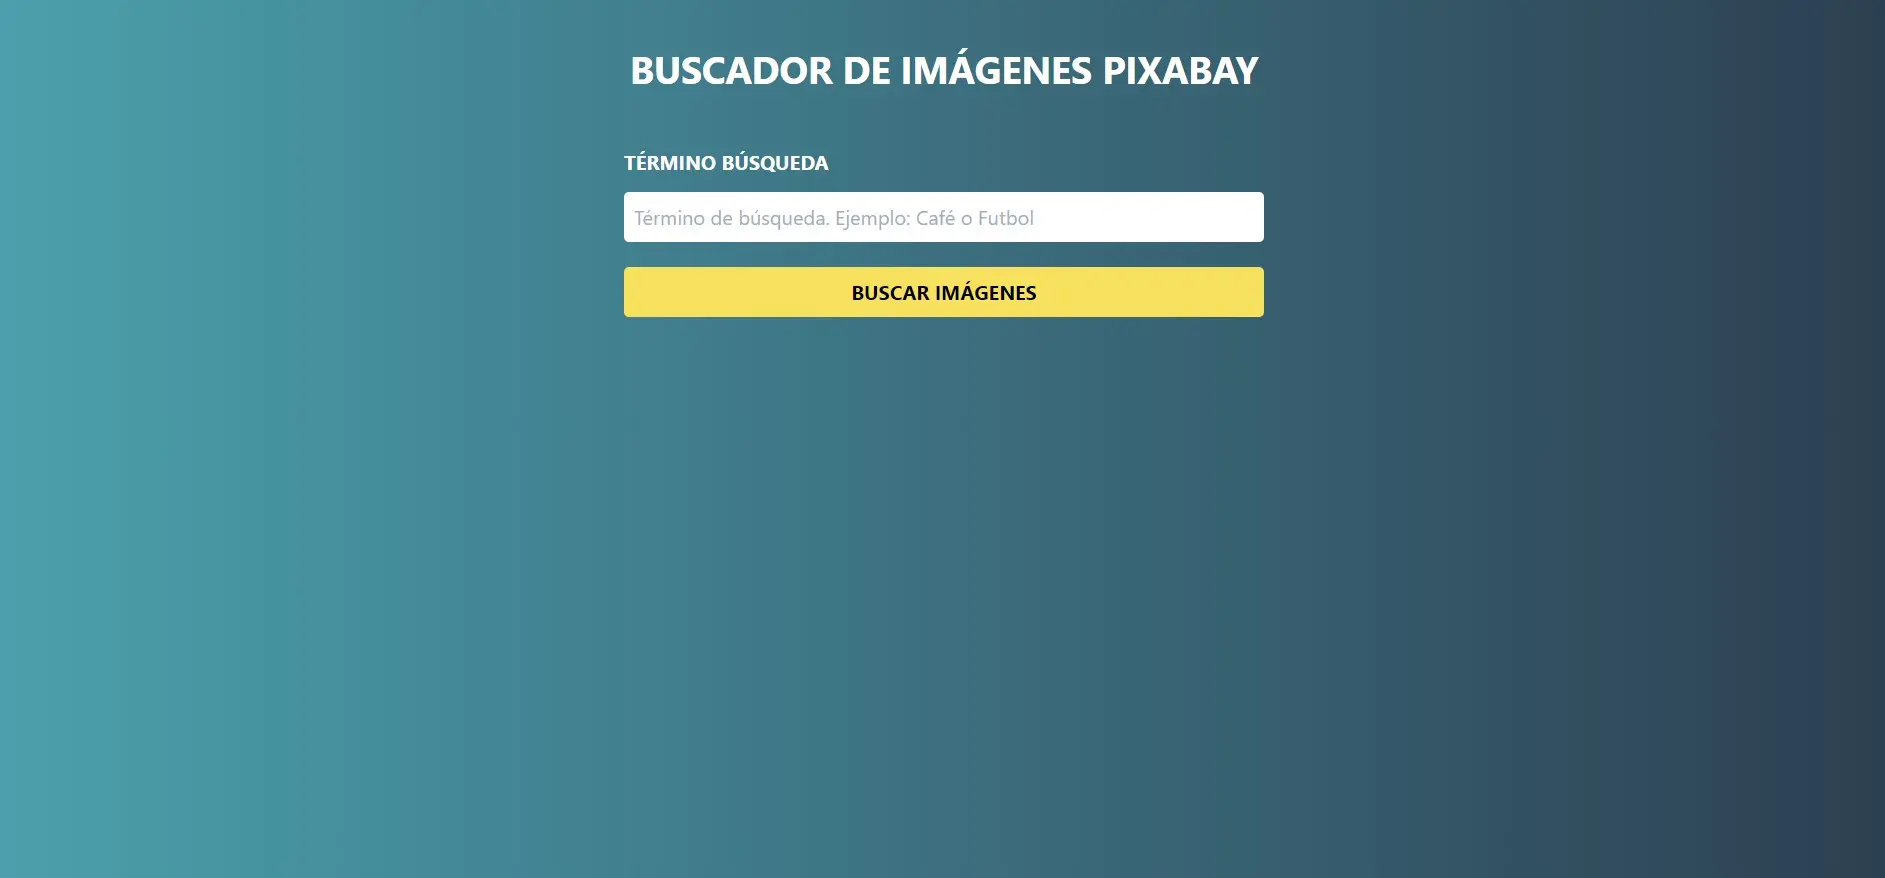 BUSCADOR DE IMÁGENES PIXABAY
TÉRMINO BÚSQUEDA
Término de búsqueda. Ejemplo: Café o Futbol
BUSCAR IMÁGENES